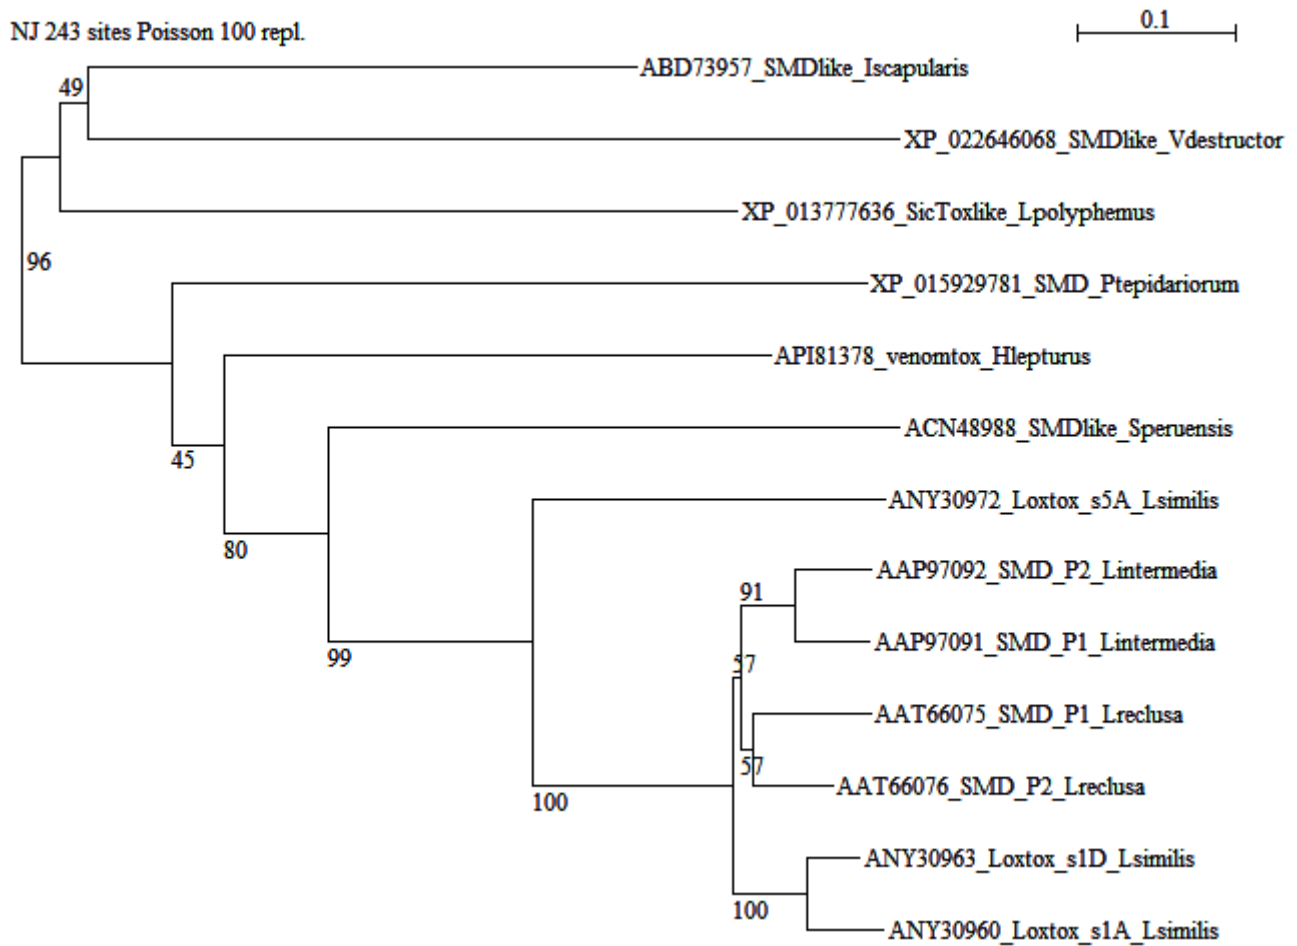 NJ 243 sites Poisson 100 repl.
0.1
ABD73957_SMDlike_Iscapularis
49
XP_022646068_SMDlike_Vdestructor
XP_013777636_SicToxlike_Lpolyphemus
96
XP_015929781_SMD_Ptepidariorum
API81378_venomtox_Hlepturus
45
ACN48988_SMDlike_Speruensis
ANY30972_Loxtox_s5A_Lsimilis
80
AAP97092_SMD_P2_Lintermedia
91
AAP97091_SMD_P1_Lintermedia
99
57
AAT66075_SMD_P1_Lreclusa
57
AAT66076_SMD_P2_Lreclusa
100
ANY30963_Loxtox_s1D_Lsimilis
100
ANY30960_Loxtox_s1A_Lsimilis